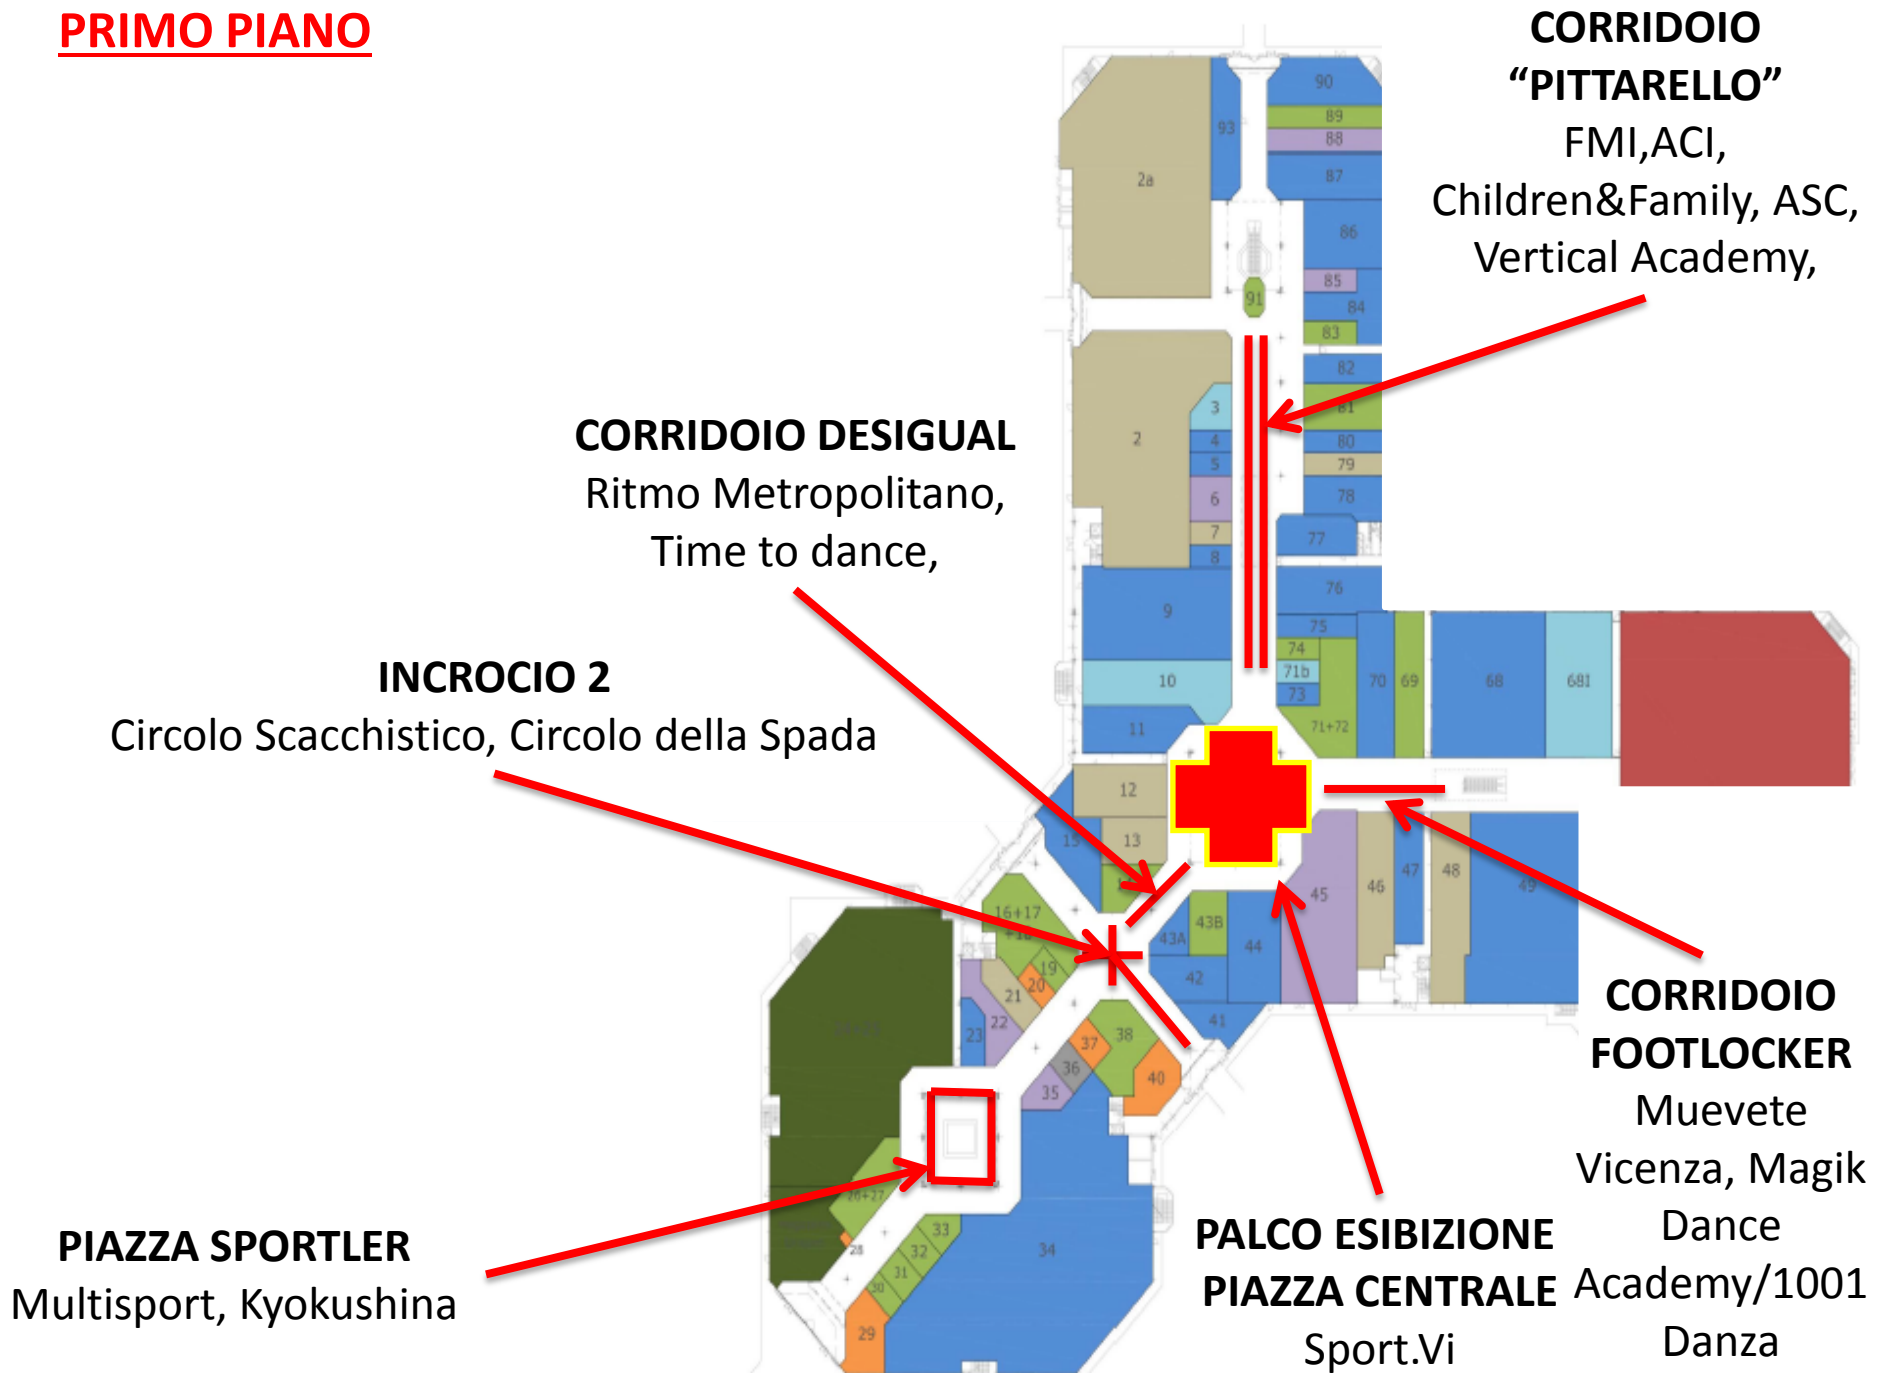 PRIMO PIANO
CORRIDOIO
“PITTARELLO”
FMI,ACI,
Children&Family, ASC,
Vertical Academy,
CORRIDOIO DESIGUAL
Ritmo Metropolitano,
Time to dance,
INCROCIO 2
Circolo Scacchistico, Circolo della Spada
PIAZZA SPORTLER
Multisport, Kyokushina
PALCO ESIBIZIONE
PIAZZA CENTRALE
Sport.Vi
CORRIDOIO
FOOTLOCKER
Muevete
Vicenza, Magik
Dance
Academy/1001
Danza
90
89
88
93
87
2a
86
85
91
84
83
82
3
81
2
4
80
5
79
6
78
7
77
8
76
9
75
74
71b
10
70
69
68
681
73
11
71+72
12
13
15
45
46
47
48
49
16+17
43B
43A
44
19
20
42
21
22
23
41
38
37
36
40
35
26+27
33
32
28
34
31
30
29